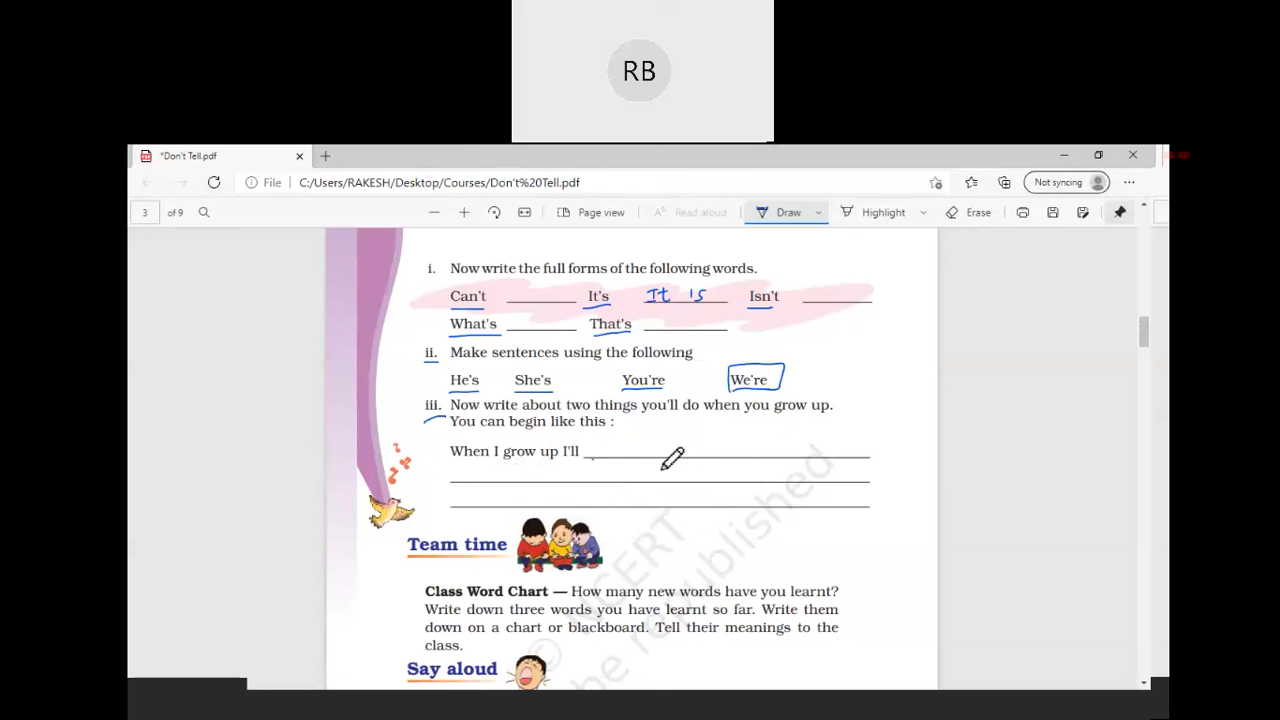 RB
*Don't Tell.pdf
File C:/Users/RAKESH/Desktop/Courses/Don't%20Tell.pdf Not syncing
3 of 9 Page view Read aloud Draw Highlight Erase
i. Now write the full forms of the following words.
Can't It's It is Isn't
What's That's
ii. Make sentences using the following
He's She's You're We're
iii. Now write about two things you'll do when you grow up.
You can begin like this :
When I grow up I'll
Team time
Class Word Chart — How many new words have you learnt?
Write down three words you have learnt so far. Write them
down on a chart or blackboard. Tell their meanings to the
class.
Say aloud
© NCERT
be republished